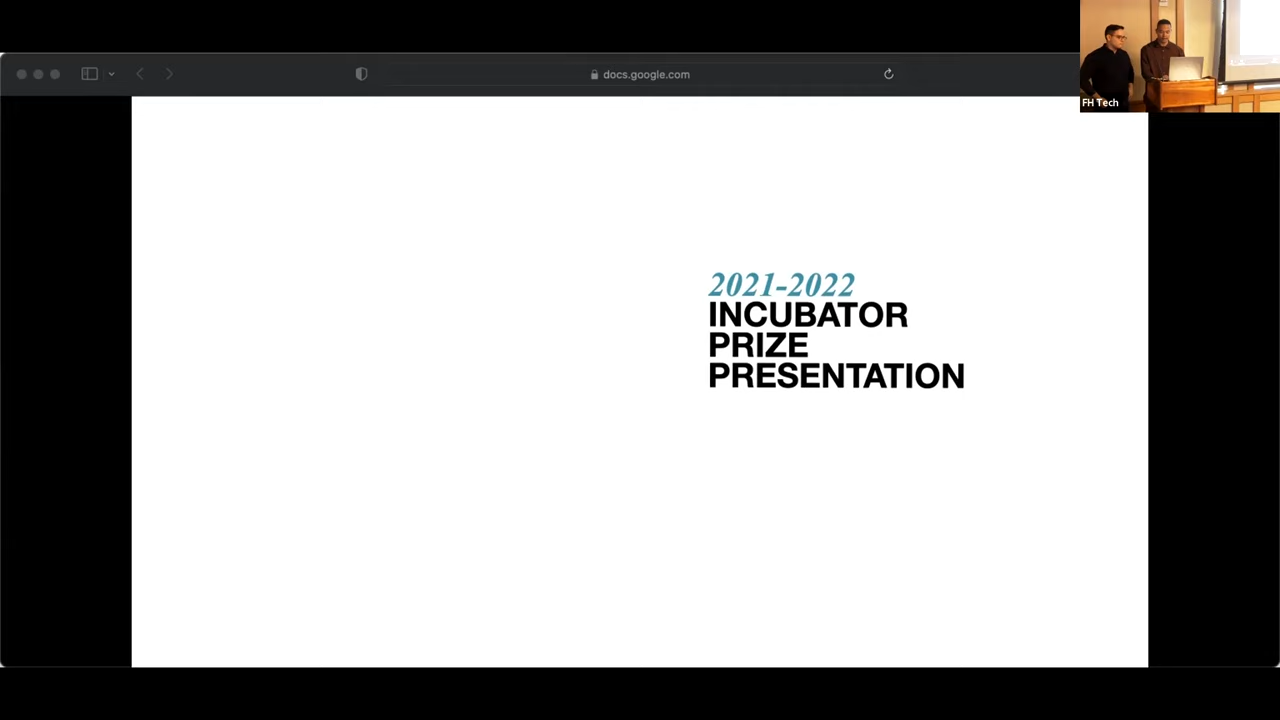 docs.google.com
FH Tech
2021-2022
INCUBATOR
PRIZE
PRESENTATION